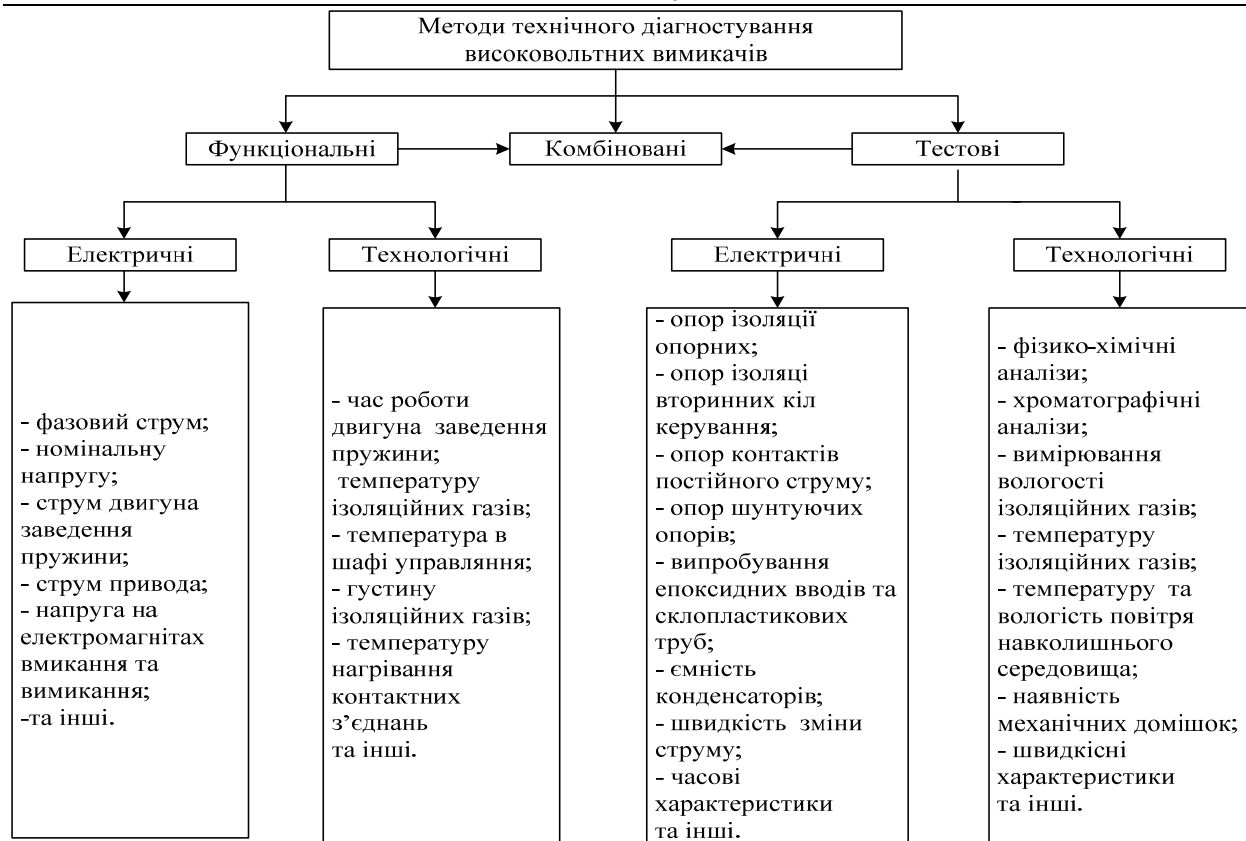 Методи технічного діагностування
високовольтних вимикачів
Функціональні
Комбіновані
Тестові
Електричні
Технологічні
Електричні
Технологічні
- фазовий струм;
- номінальну
напругу;
- струм двигуна
заведення
пружини;
- струм привода;
- напруга на
електромагнітах
вмикання та
вимикання;
-та інші.
- час роботи
двигуна заведення
пружини;
температуру
ізоляційних газів;
- температура в
шафі управляння;
- густину
ізоляційних газів;
- температуру
нагрівання
контактних
з’єднань
та інші.
- опор ізоляції
опорних;
- опор ізоляці
вторинних кіл
керування;
- опор контактів
постійного струму;
- опор шунтуючих
опорів;
- випробування
епоксидних вводів та
склопластикових
труб;
- ємність
конденсаторів;
- швидкість зміни
струму;
- часові
характеристики
та інші.
- фізико-хімічні
аналізи;
- хроматографічні
аналізи;
- вимірювання
вологості
ізоляційних газів;
- температуру
ізоляційних газів;
- температуру та
вологість повітря
навколишнього
середовища;
- наявність
механічних домішок;
- швидкісні
характеристики
та інші.